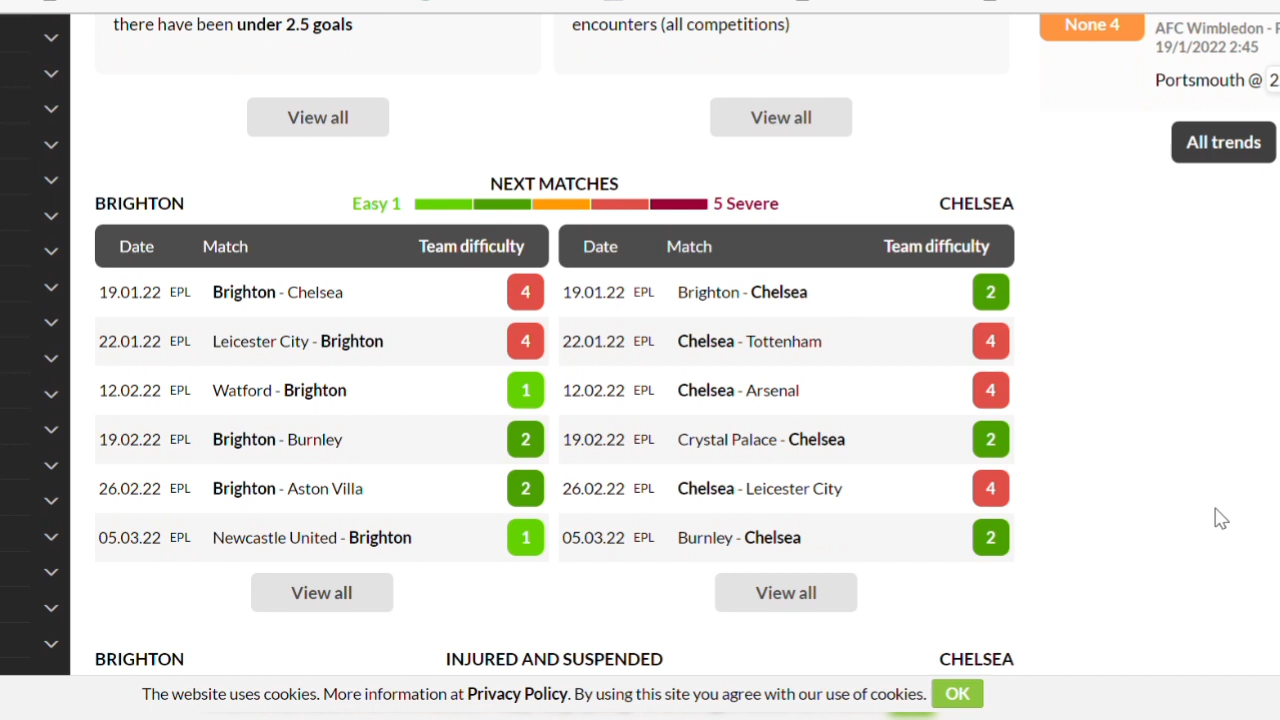 there have been under 2.5 goals
encounters (all competitions)
None 4
AFC Wimbledon -
19/1/2022 2:45
Portsmouth @ 2
View all
View all
All trends
NEXT MATCHES
BRIGHTON
Easy 1
5 Severe
CHELSEA
Date Match Team difficulty
Date Match Team difficulty
19.01.22 EPL Brighton - Chelsea 4
19.01.22 EPL Brighton - Chelsea 2
22.01.22 EPL Leicester City - Brighton 4
22.01.22 EPL Chelsea - Tottenham 4
12.02.22 EPL Watford - Brighton 1
12.02.22 EPL Chelsea - Arsenal 4
19.02.22 EPL Brighton - Burnley 2
19.02.22 EPL Crystal Palace - Chelsea 2
26.02.22 EPL Brighton - Aston Villa 2
26.02.22 EPL Chelsea - Leicester City 4
05.03.22 EPL Newcastle United - Brighton 1
05.03.22 EPL Burnley - Chelsea 2
View all
View all
BRIGHTON
INJURED AND SUSPENDED
CHELSEA
The website uses cookies. More information at Privacy Policy. By using this site you agree with our use of cookies. OK